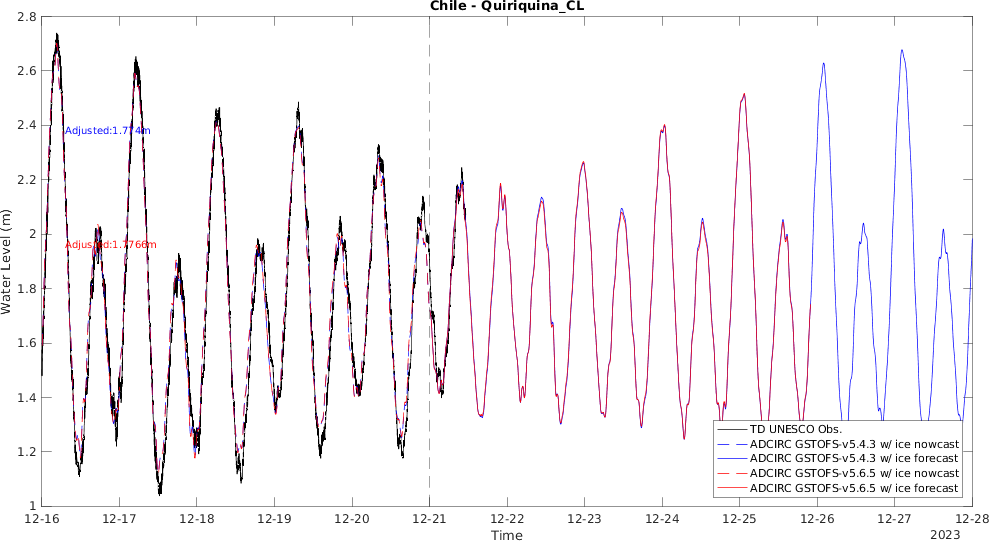 Chile - Quiriquina_CL
2.8
2.6
2.4
2.2
2
1.8
1.6
1.4
1.2
1
Water Level (m)
Adjusted:1.774m
Adjusted:1.7766m
TD UNESCO Obs.
ADCIRC GSTOFS-v5.4.3 w/ ice nowcast
ADCIRC GSTOFS-v5.4.3 w/ ice forecast
ADCIRC GSTOFS-v5.6.5 w/ ice nowcast
ADCIRC GSTOFS-v5.6.5 w/ ice forecast
12-16 12-17 12-18 12-19 12-20 12-21 12-22 12-23 12-24 12-25 12-26 12-27 12-28
Time
2023